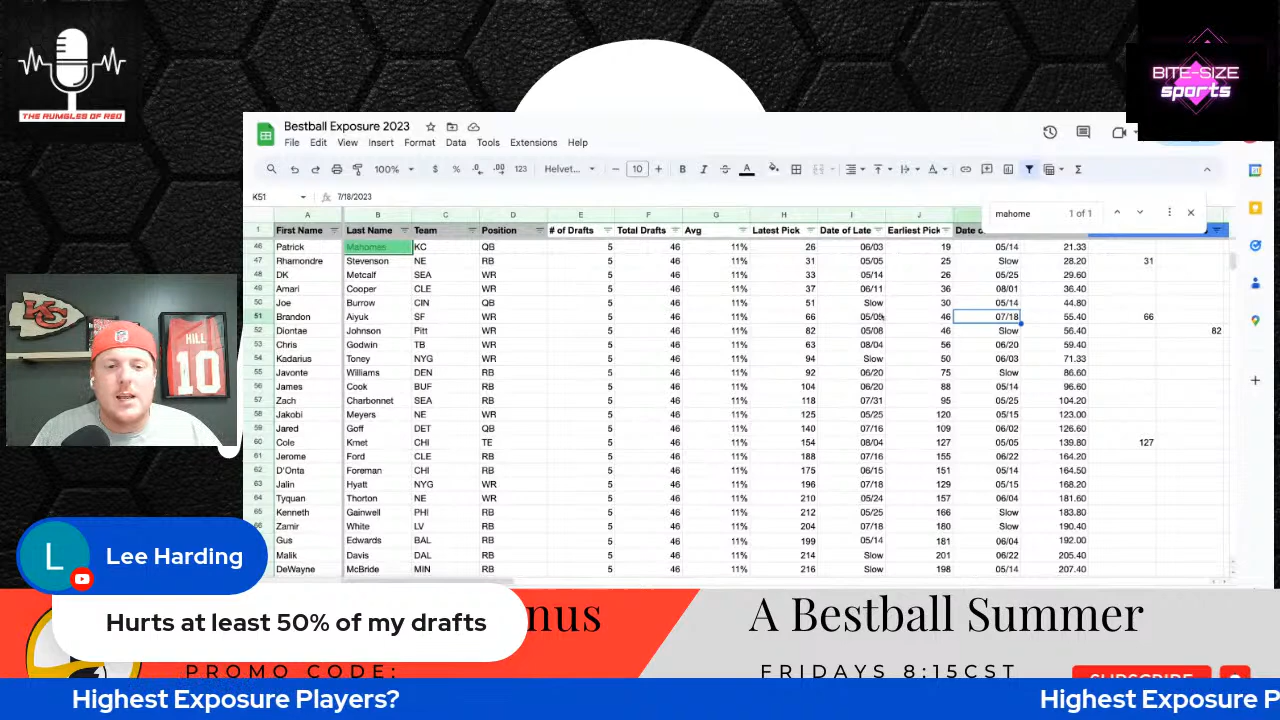 THE RUMBLES OF RED
BITE-SIZE
sports
Bestball Exposure 2023
File Edit View Insert Format Data Tools Extensions Help
100% $ % .0 .00 123 Helvet... 10 B I A
K51 fx 7/18/2023
mahome 1 of 1
A B C D E F G H I J
1 First Name Last Name Team Position # of Drafts Total Drafts Avg Latest Pick Date of Late Earliest Pick
46 Patrick Mahomes KC QB 5 46 11% 26 06/03 19 05/14 21.33
47 Rhamondre Stevenson NE RB 5 46 11% 31 05/05 25 Slow 28.20 31
48 DK Metcalf SEA WR 5 46 11% 33 05/14 26 05/25 29.60
49 Amari Cooper CLE WR 5 46 11% 37 06/11 36 08/01 36.40
50 Joe Burrow CIN QB 5 46 11% 51 Slow 30 05/14 44.80
51 Brandon Aiyuk SF WR 5 46 11% 66 05/09 46 07/18 55.40 66
52 Diontae Johnson Pitt WR 5 46 11% 82 05/08 46 Slow 56.40 82
53 Chris Godwin TB WR 5 46 11% 63 08/04 56 06/20 59.40
54 Kadarius Toney NYG WR 5 46 11% 94 Slow 50 06/03 71.33
55 Javonte Williams DEN RB 5 46 11% 92 06/20 75 Slow 86.60
56 James Cook BUF RB 5 46 11% 104 06/20 88 05/14 96.60
57 Zach Charbonnet SEA RB 5 46 11% 118 07/31 95 05/25 104.20
58 Jakobi Meyers NE WR 5 46 11% 125 05/25 120 05/15 123.00
59 Jared Goff DET QB 5 46 11% 140 07/16 109 06/02 126.60
60 Cole Kmet CHI TE 5 46 11% 154 08/04 127 05/05 139.80 127
61 Jerome Ford CLE RB 5 46 11% 188 07/16 155 06/22 164.20
62 D'Onta Foreman CHI RB 5 46 11% 175 06/15 151 05/14 164.50
63 Jalin Hyatt NYG WR 5 46 11% 196 07/18 129 05/15 168.20
64 Tyquan Thorton NE WR 5 46 11% 210 05/24 157 06/04 181.60
65 Kenneth Gainwell PHI RB 5 46 11% 212 05/25 166 Slow 183.80
66 Zamir White LV RB 5 46 11% 204 07/18 180 Slow 190.40
Gus Edwards BAL RB 5 46 11% 199 05/14 181 06/04 192.00
Malik Davis DAL RB 5 46 11% 214 Slow 201 06/22 205.40
DeWayne McBride MIN RB 5 46 11% 216 Slow 198 05/14 207.40
HILL
10
L Lee Harding
Hurts at least 50% of my drafts
PROMO CODE:
A Bestball Summer
FRIDAYS 8:15CST
SUBSCRIBE
Highest Exposure Players?
Highest Exposure P